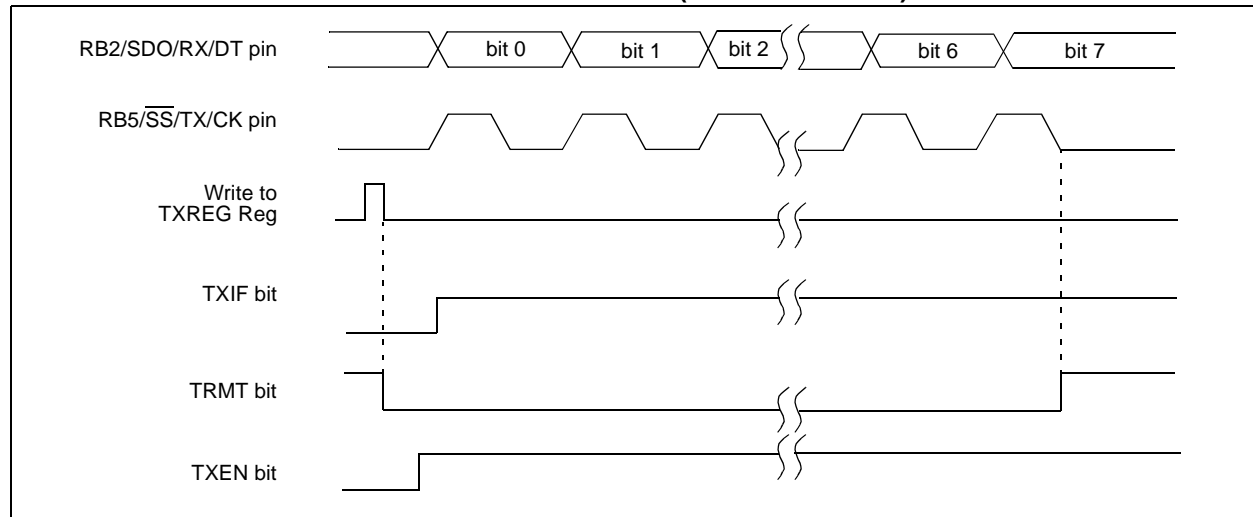 RB2/SDO/RX/DT pin
bit 0 bit 1 bit 2 bit 6 bit 7
RB5/SS/TX/CK pin
Write to
TXREG Reg
TXIF bit
TRMT bit
TXEN bit